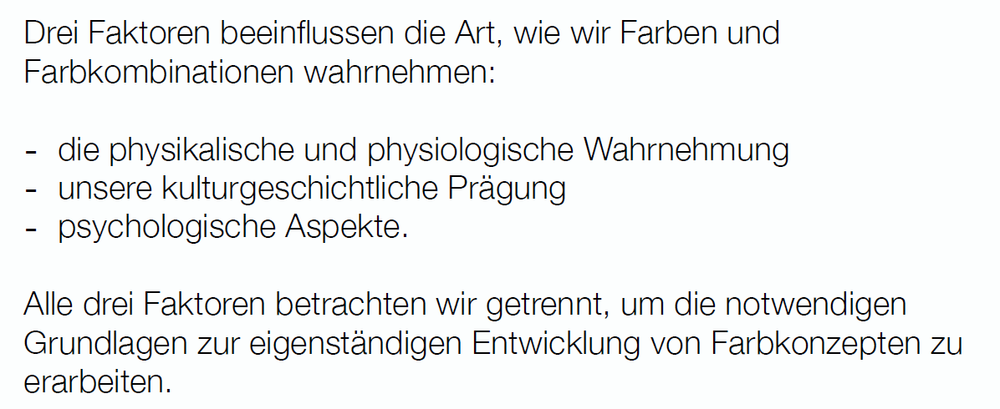 Drei Faktoren beeinflussen die Art, wie wir Farben und
Farbkombinationen wahrnehmen:
- die physikalische und physiologische Wahrnehmung
- unsere kulturgeschichtliche Prägung
- psychologische Aspekte.
Alle drei Faktoren betrachten wir getrennt, um die notwendigen
Grundlagen zur eigenständigen Entwicklung von Farbkonzepten zu
erarbeiten.